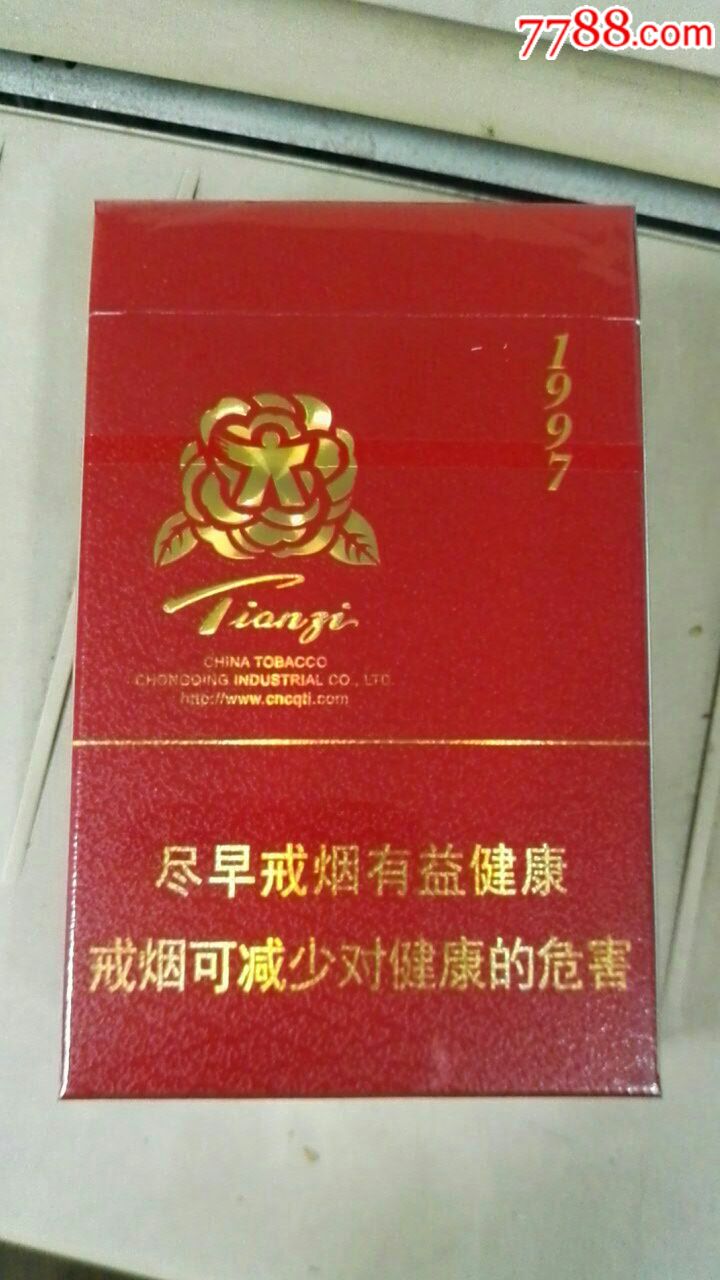 7788.com
1997
Tianzi
CHINA TOBACCO
CHONGQING INDUSTRIAL CO., LTD.
http://www.cncqti.com
尽早戒烟有益健康
戒烟可减少对健康的危害